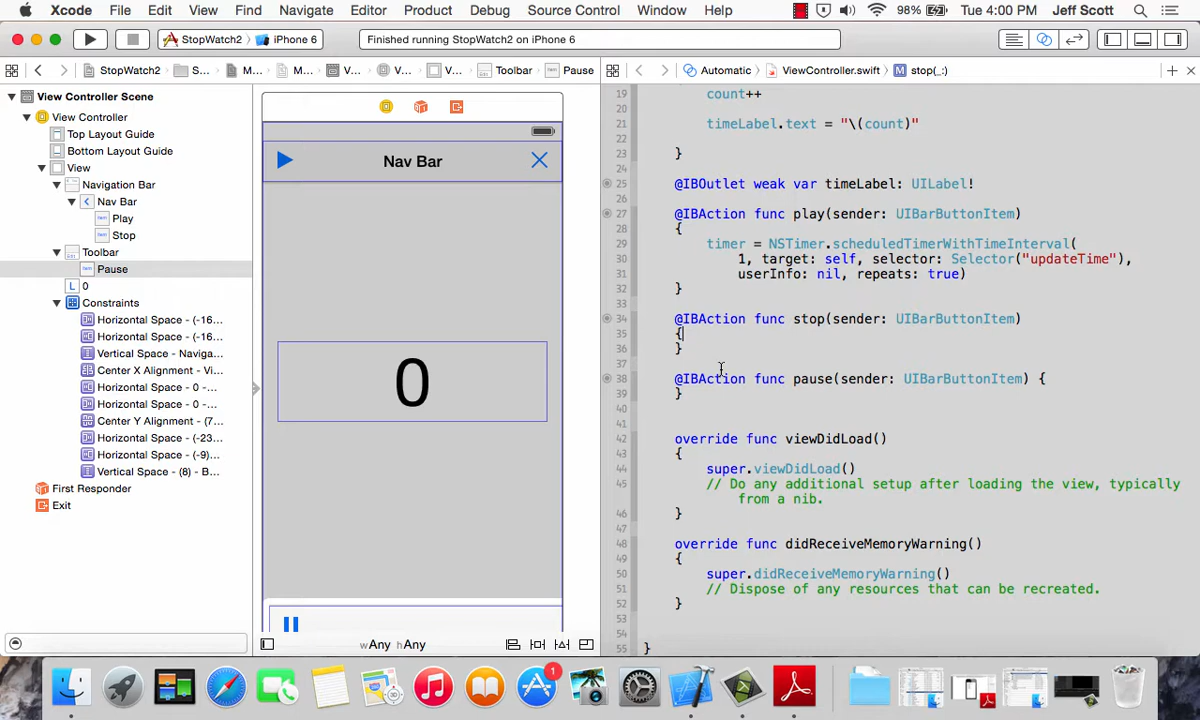 Xcode File Edit View Find Navigate Editor Product Debug Source Control Window Help 98% Tue 4:00 PM Jeff Scott
StopWatch2 iPhone 6 Finished running StopWatch2 on iPhone 6
StopWatch2 S... M... M... V... V... V... Toolbar Pause Automatic ViewController.swift stop(_:)
View Controller Scene
View Controller
Top Layout Guide
Bottom Layout Guide
View
Navigation Bar
Nav Bar
Play
Stop
Toolbar
Pause
L 0
Constraints
Horizontal Space - (-16...
Horizontal Space - (-16...
Vertical Space - Naviga...
Center X Alignment - Vi...
Horizontal Space - 0 -...
Horizontal Space - 0 -...
Center Y Alignment - (7...
Horizontal Space - (-23...
Horizontal Space - (-9)...
Vertical Space - (8) - B...
First Responder
Exit
Nav Bar
0
wAny hAny
19 count++
20
21 timeLabel.text = "\(count)"
22
23 }
24
25 @IBOutlet weak var timeLabel: UILabel!
26
27 @IBAction func play(sender: UIBarButtonItem)
28 {
29 timer = NSTimer.scheduledTimerWithTimeInterval(
30 1, target: self, selector: Selector("updateTime"),
31 userInfo: nil, repeats: true)
32 }
33
34 @IBAction func stop(sender: UIBarButtonItem)
35 {
36 }
37
38 @IBAction func pause(sender: UIBarButtonItem) {
39 }
40
41
42 override func viewDidLoad()
43 {
44 super.viewDidLoad()
45 // Do any additional setup after loading the view, typically
from a nib.
46 }
47
48 override func didReceiveMemoryWarning()
49 {
50 super.didReceiveMemoryWarning()
51 // Dispose of any resources that can be recreated.
52 }
53
54
55 }
1